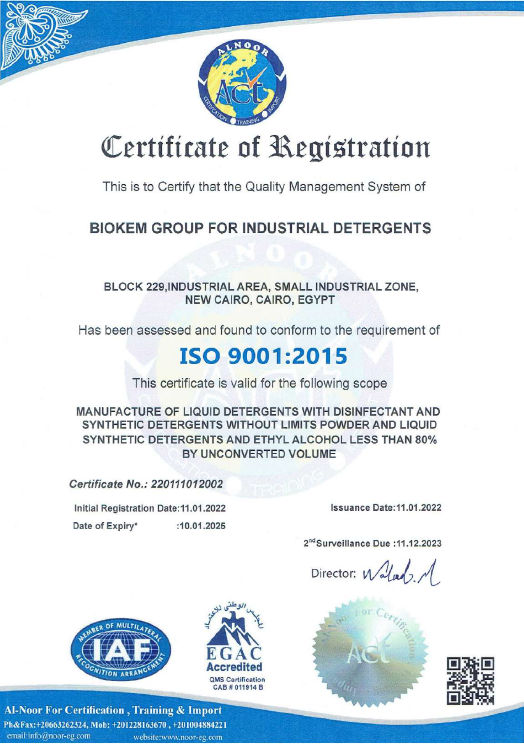 ALNOOR
ACT
CERTIFICATION TRAINING IMPORT
Certificate of Registration
This is to Certify that the Quality Management System of
BIOKEM GROUP FOR INDUSTRIAL DETERGENTS
BLOCK 229,INDUSTRIAL AREA, SMALL INDUSTRIAL ZONE,
NEW CAIRO, CAIRO, EGYPT
Has been assessed and found to conform to the requirement of
ISO 9001:2015
This certificate is valid for the following scope
MANUFACTURE OF LIQUID DETERGENTS WITH DISINFECTANT AND
SYNTHETIC DETERGENTS WITHOUT LIMITS POWDER AND LIQUID
SYNTHETIC DETERGENTS AND ETHYL ALCOHOL LESS THAN 80%
BY UNCONVERTED VOLUME
Certificate No.: 220111012002
Initial Registration Date:11.01.2022
Issuance Date:11.01.2022
Date of Expiry* :10.01.2025
2nd Surveillance Due :11.12.2023
Director:
MEMBER OF MULTILATERAL
IAF
RECOGNITION ARRANGEMENT
المجلس الوطني للاعتماد
EGAC
Accredited
QMS Certification
CAB # 011914 B
For Certification
ACT
Al-Noor For Certification , Training & Import
Ph&Fax:+20663262324, Mob: +201228163670 , +201004884221
email:info@noor-eg.com website:www.noor-eg.com